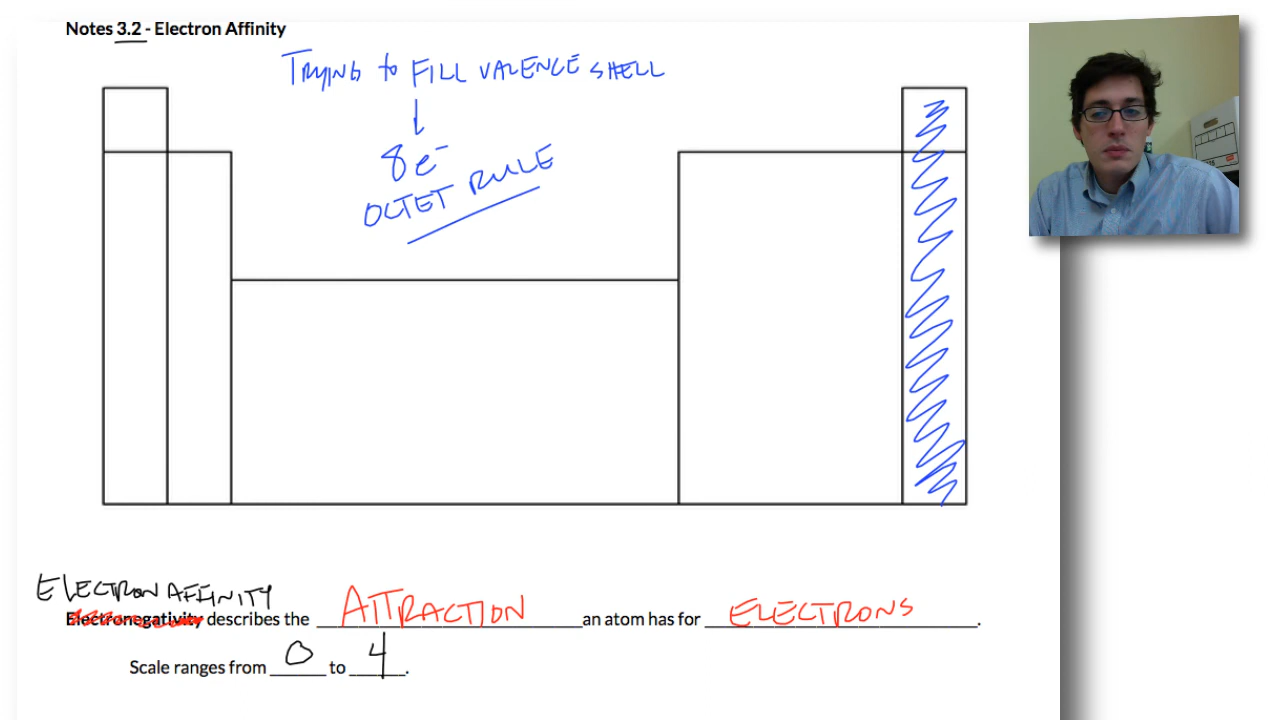 Notes 3.2 - Electron Affinity
TRYING to FILL VALENCE SHELL
8e⁻
OCTET RULE
ELECTRON AFFINITY
Electronegativity describes the ATTRACTION an atom has for ELECTRONS.
Scale ranges from 0 to 4.